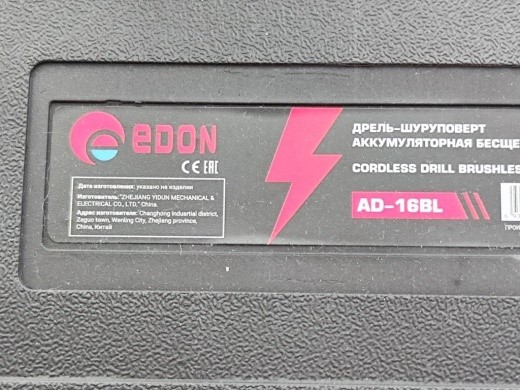 eDON
CE EAC
Дата изготовления: указано на изделии
Изготовитель: "ZHEJIANG YIDUN MECHANICAL &
ELECTRICAL CO., LTD," China.
Адрес изготовителя: Changhong industrial district,
Zeguo town, Wenling City, Zhejiang province,
China, Китай
ДРЕЛЬ-ШУРУПОВЕРТ
АККУМУЛЯТОРНАЯ БЕСЩЕ
CORDLESS DRILL BRUSHLES
AD-16BL